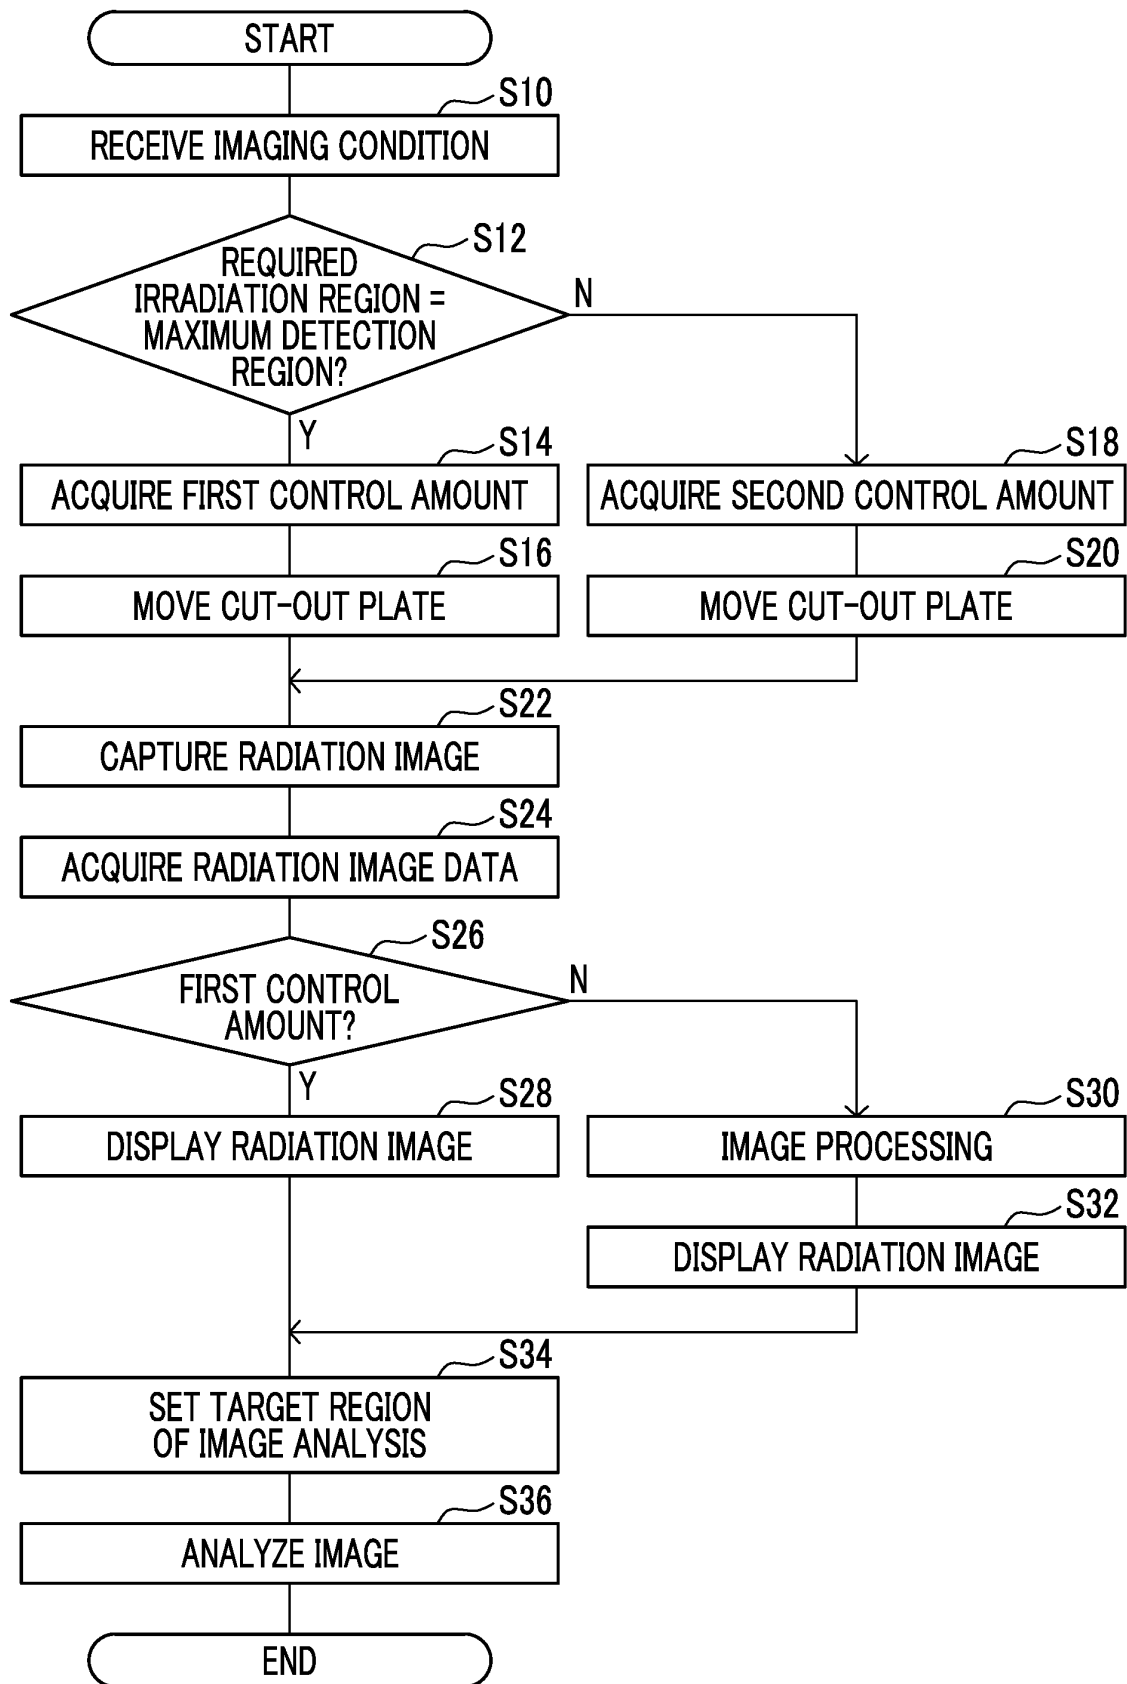 START
S10
RECEIVE IMAGING CONDITION
S12
REQUIRED
IRRADIATION REGION =
MAXIMUM DETECTION
REGION?
N
Y
S14
ACQUIRE FIRST CONTROL AMOUNT
S18
ACQUIRE SECOND CONTROL AMOUNT
S16
MOVE CUT-OUT PLATE
S20
MOVE CUT-OUT PLATE
S22
CAPTURE RADIATION IMAGE
S24
ACQUIRE RADIATION IMAGE DATA
S26
FIRST CONTROL
AMOUNT?
N
Y
S28
DISPLAY RADIATION IMAGE
S30
IMAGE PROCESSING
S32
DISPLAY RADIATION IMAGE
S34
SET TARGET REGION
OF IMAGE ANALYSIS
S36
ANALYZE IMAGE
END